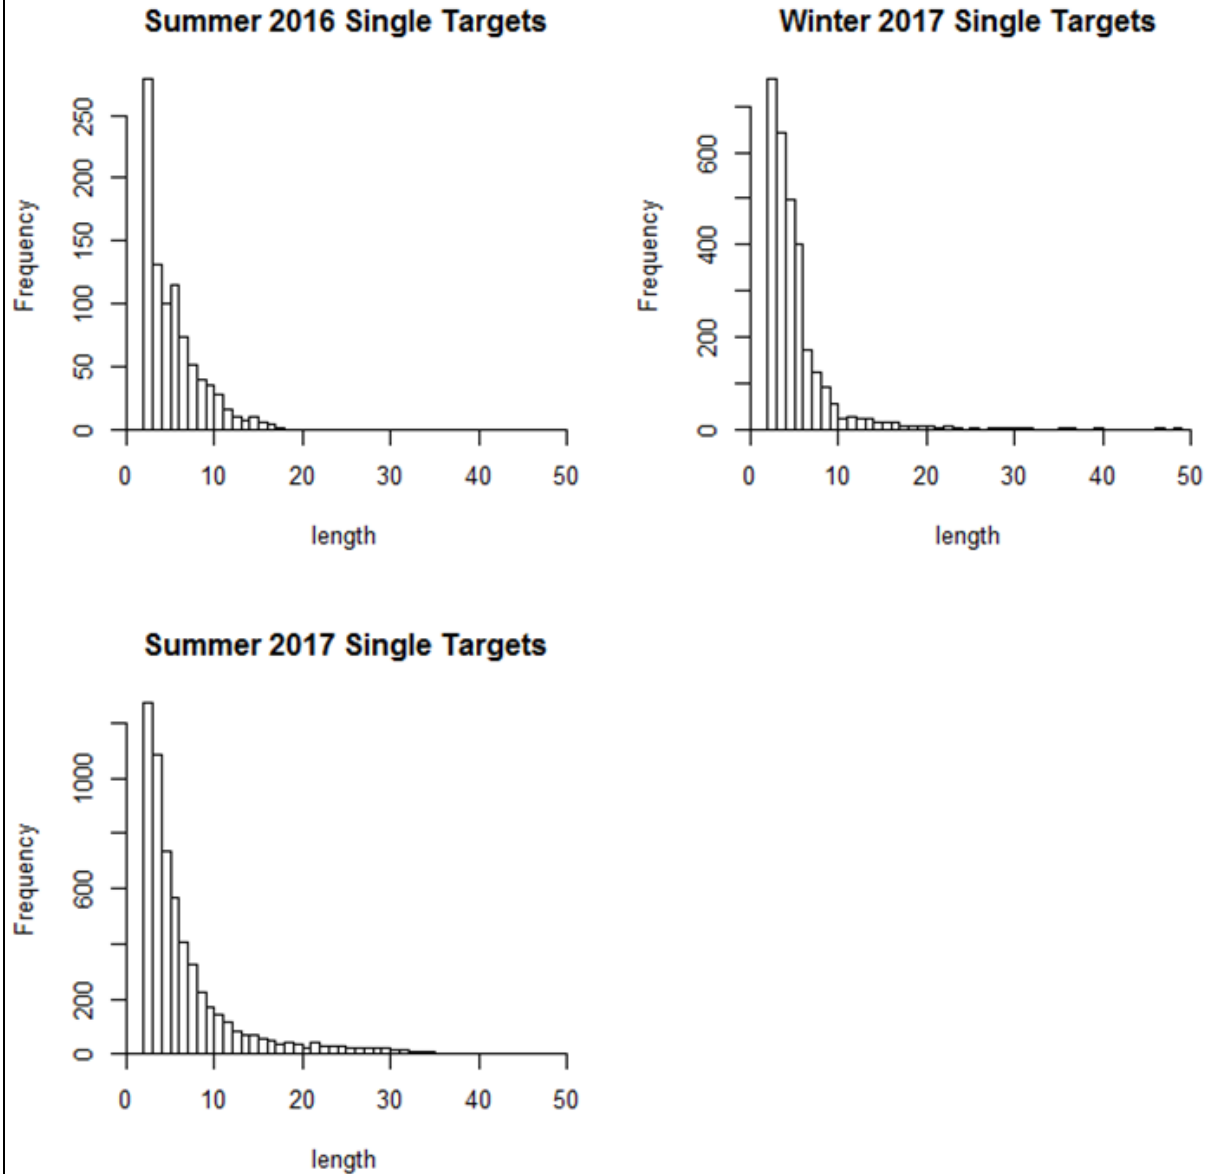 Summer 2016 Single Targets
Frequency
250
200
150
100
50
0
0 10 20 30 40 50
length
Winter 2017 Single Targets
Frequency
600
400
200
0
0 10 20 30 40 50
length
Summer 2017 Single Targets
Frequency
1000
600
200
0
0 10 20 30 40 50
length